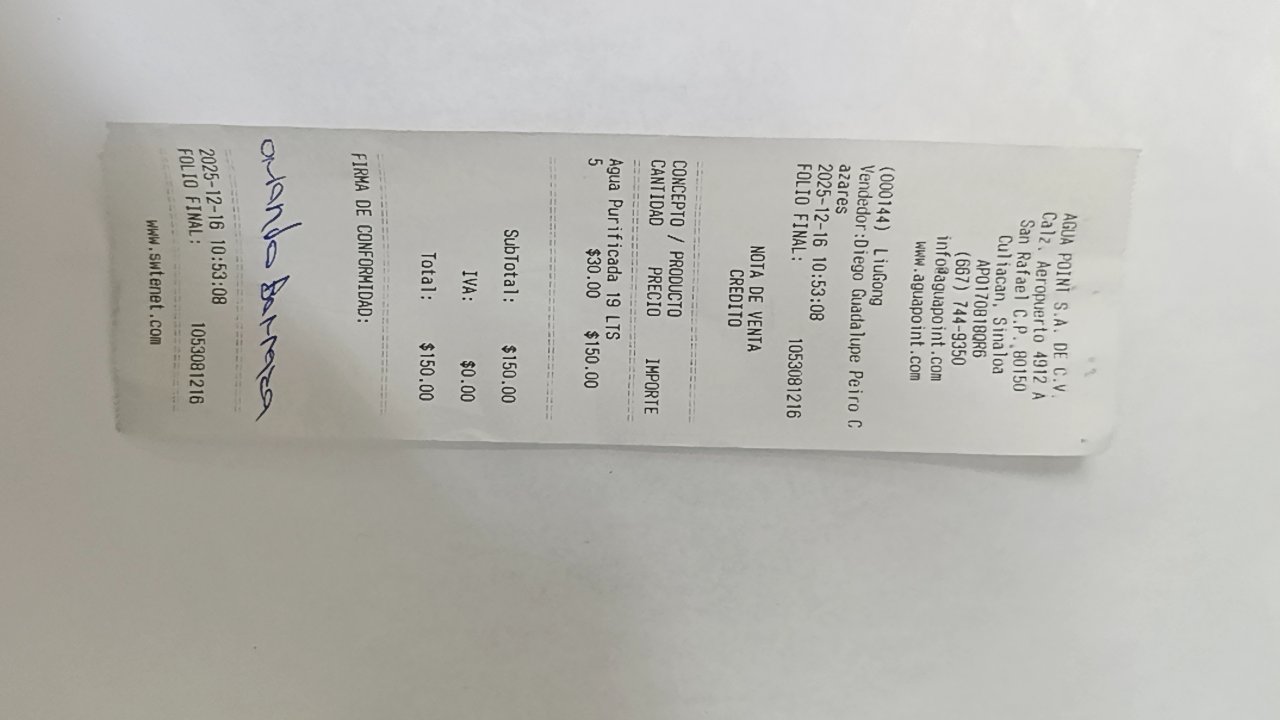 AGUA POINT S.A. DE C.V.
Calz. Aeropuerto 4912 A
San Rafael C.P. 80150
Culiacan, Sinaloa
APO170818QR6
(667) 744-9350
info@aguapoint.com
www.aguapoint.com
(000144) LiuGong
Vendedor:Diego Guadalupe Peiro C
azares
2025-12-16 10:53:08
FOLIO FINAL: 1053081216
NOTA DE VENTA
CREDITO
CONCEPTO / PRODUCTO
CANTIDAD PRECIO IMPORTE
Agua Purificada 19 LTS
5 $30.00 $150.00
SubTotal: $150.00
IVA: $0.00
Total: $150.00
FIRMA DE CONFORMIDAD:
orlando Barraza
2025-12-16 10:53:08
FOLIO FINAL: 1053081216
www.swtenet.com